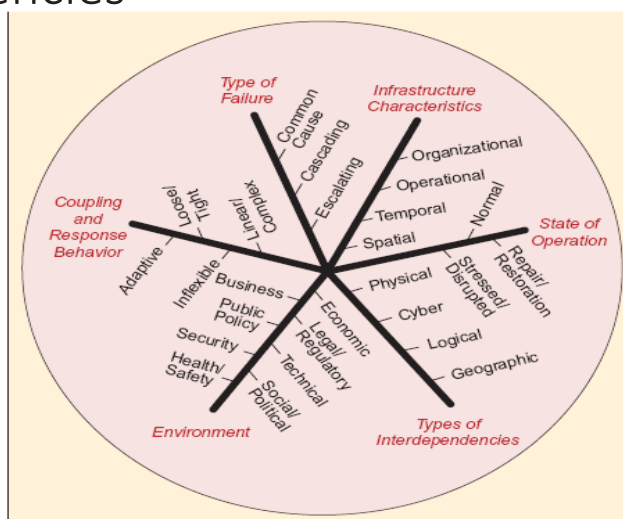 Type of
Failure
Common
Cause
Cascading
Escalating
Infrastructure
Characteristics
Organizational
Operational
Temporal
Spatial
State of
Operation
Normal
Repair/
Restoration
Stressed/
Disrupted
Types of
Interdependencies
Physical
Cyber
Logical
Geographic
Environment
Economic
Legal/
Regulatory
Technical
Social/
Political
Business
Public
Policy
Security
Health/
Safety
Coupling
and
Response
Behavior
Loose/
Tight
Linear/
Complex
Adaptive
Inflexible